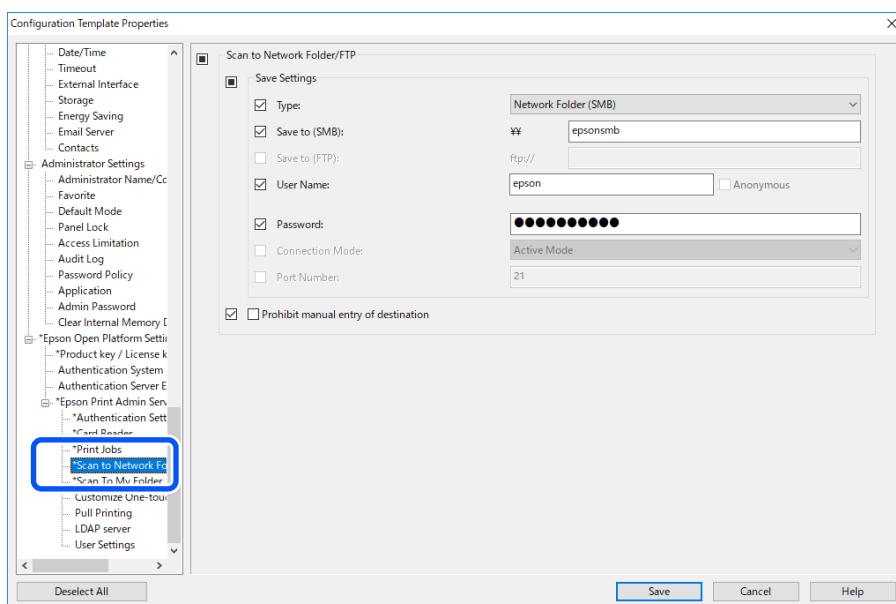 Configuration Template Properties
Date/Time
Timeout
External Interface
Storage
Energy Saving
Email Server
Contacts
Administrator Settings
Administrator Name/Co
Favorite
Default Mode
Panel Lock
Access Limitation
Audit Log
Password Policy
Application
Admin Password
Clear Internal Memory D
*Epson Open Platform Settin
*Product key / License k
Authentication System
Authentication Server E
*Epson Print Admin Serv
*Authentication Sett
*Card Reader
*Print Jobs
*Scan to Network Fo
*Scan To My Folder
Customize One-touc
Pull Printing
LDAP server
User Settings
Scan to Network Folder/FTP
Save Settings
Type: Network Folder (SMB)
Save to (SMB): ¥¥ epsonsmb
Save to (FTP): ftp://
User Name: epson Anonymous
Password: ●●●●●●●●●●
Connection Mode: Active Mode
Port Number: 21
Prohibit manual entry of destination
Deselect All Save Cancel Help